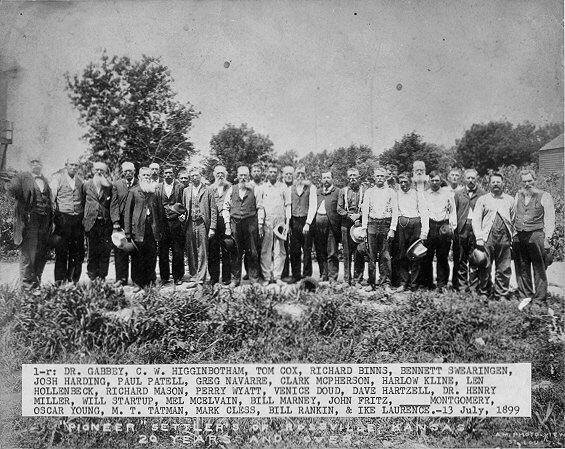 l-r: DR. GABBEY, C. W. HIGGINBOTHAM, TOM COX, RICHARD BINNS, BENNETT SWEARINGEN,
JOSH HARDING, PAUL PATELL, GREG NAVARRE, CLARK MCPHERSON, HARLOW KLINE, LEN
HOLLENBECK, RICHARD MASON, PERRY WYATT, VENICE DOUD, DAVE HARTZELL, DR. HENRY
MILLER, WILL STARTUP, MEL MCELVAIN, BILL MARNEY, JOHN FRITZ, MONTGOMERY,
OSCAR YOUNG, M. T. TATMAN, MARK CLESS, BILL RANKIN, & IKE LAURENCE.-13 July, 1899
"PIONEER" SETTLER'S OF ROSSVILLE KANSAS
20 YEARS AND OVER